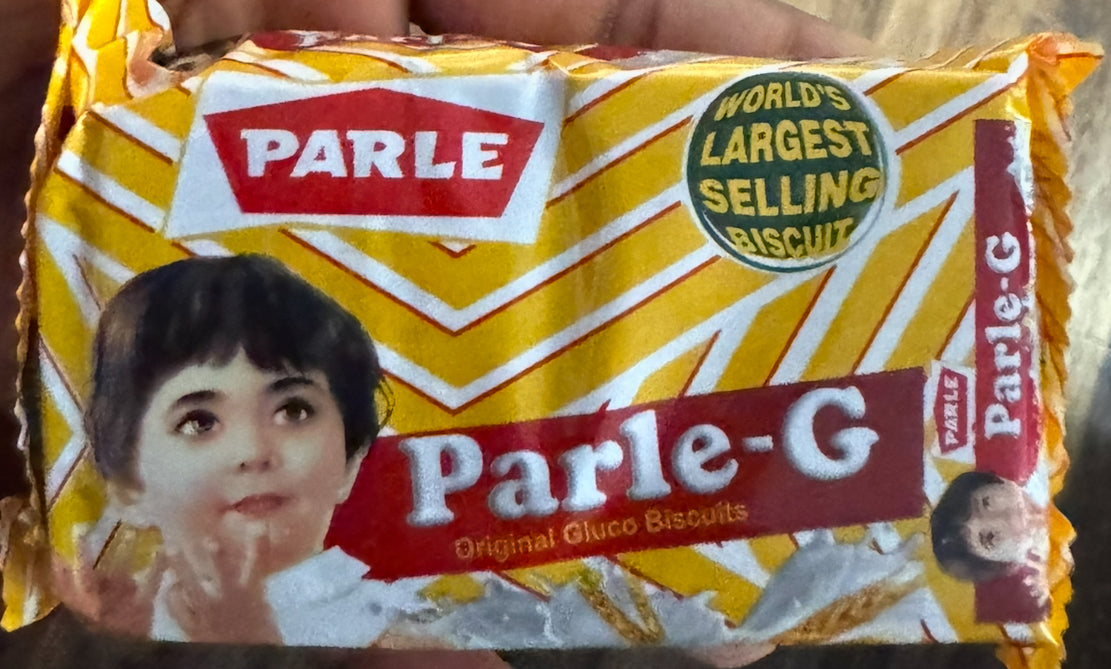 PARLE
WORLD'S
LARGEST
SELLING
BISCUIT
Parle-G
Original Gluco Biscuits
PARLE
Parle-G